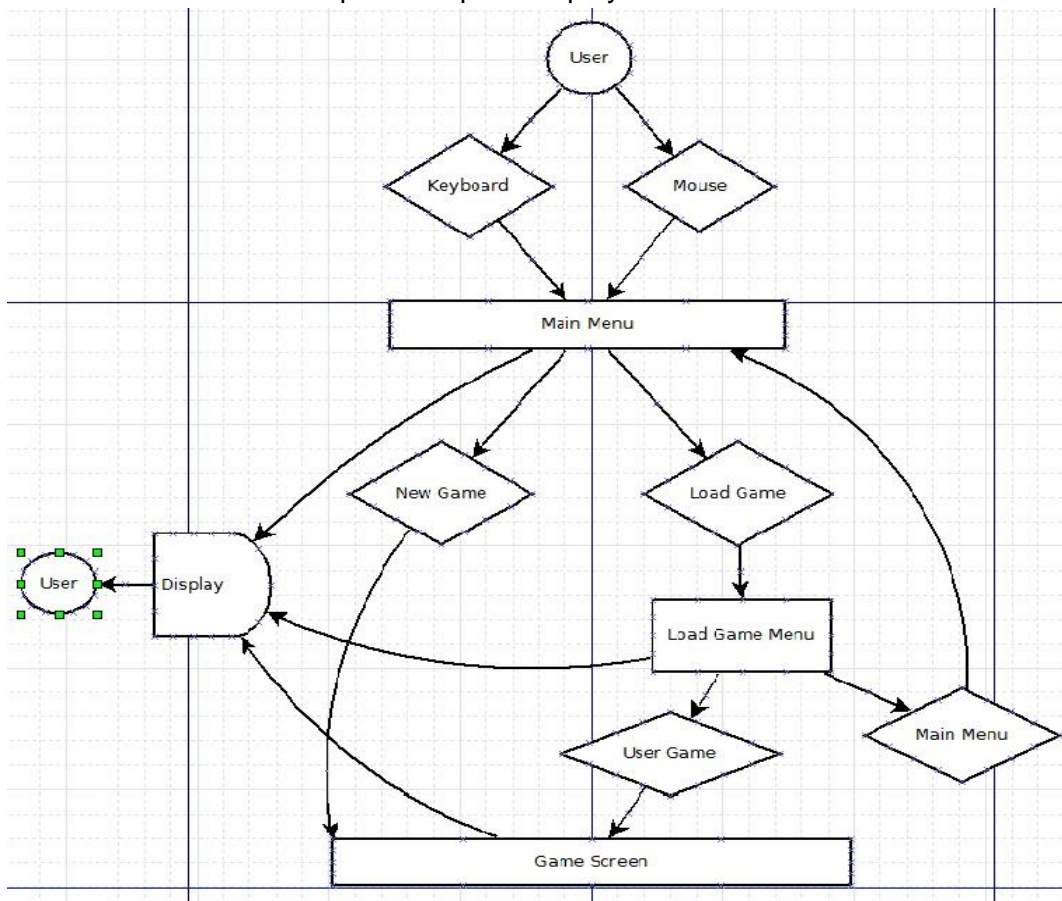 User
Keyboard
Mouse
Main Menu
New Game
Load Game
User
Display
Load Game Menu
Main Menu
User Game
Game Screen